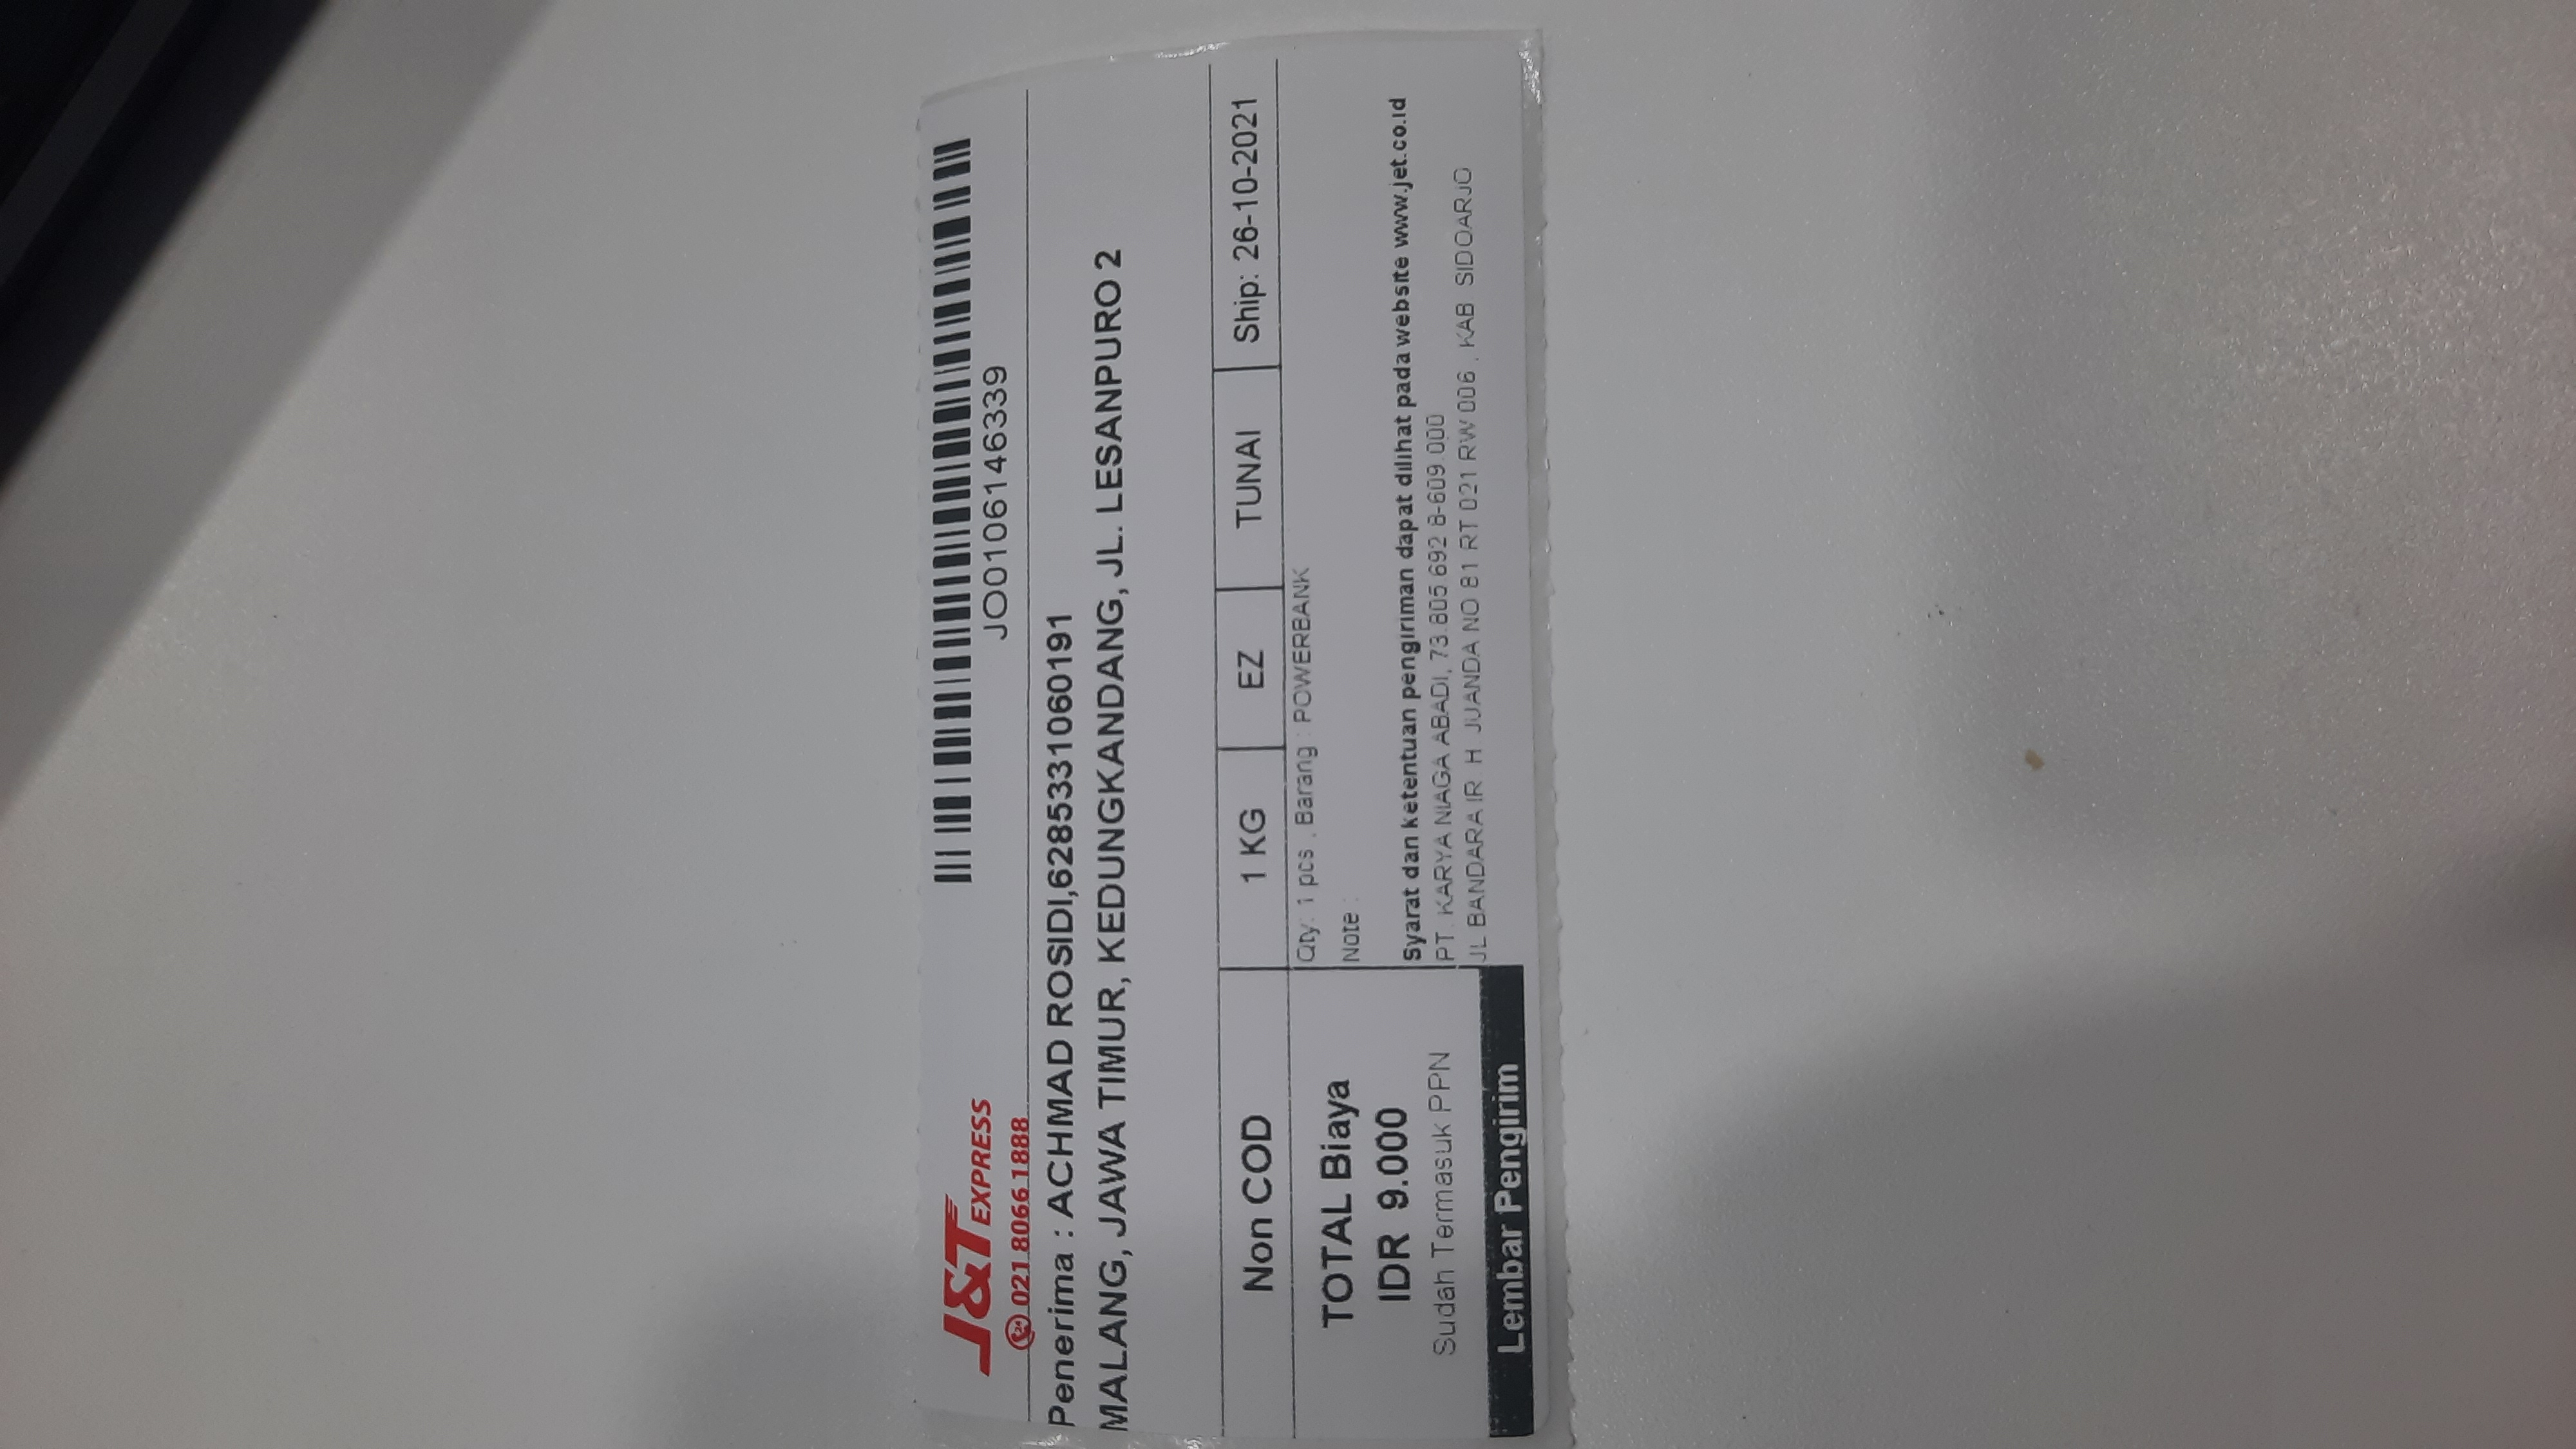 J&T EXPRESS
24 021 8066 1888
JO0106146339
Penerima : ACHMAD ROSIDI,6285331060191
MALANG, JAWA TIMUR, KEDUNGKANDANG, JL. LESANPURO 2
Non COD
1 KG
EZ
TUNAI
Ship: 26-10-2021
TOTAL Biaya
IDR 9.000
Sudah Termasuk PPN
Lembar Pengirim
Qty: 1 pcs , Barang : POWERBANK
Note :
Syarat dan ketentuan pengiriman dapat dilihat pada website www.jet.co.id
PT. KARYA NIAGA ABADI, 73.805.692.8-609.000
JL BANDARA IR. H. JUANDA NO 81 RT 021 RW 006 , KAB. SIDOARJO